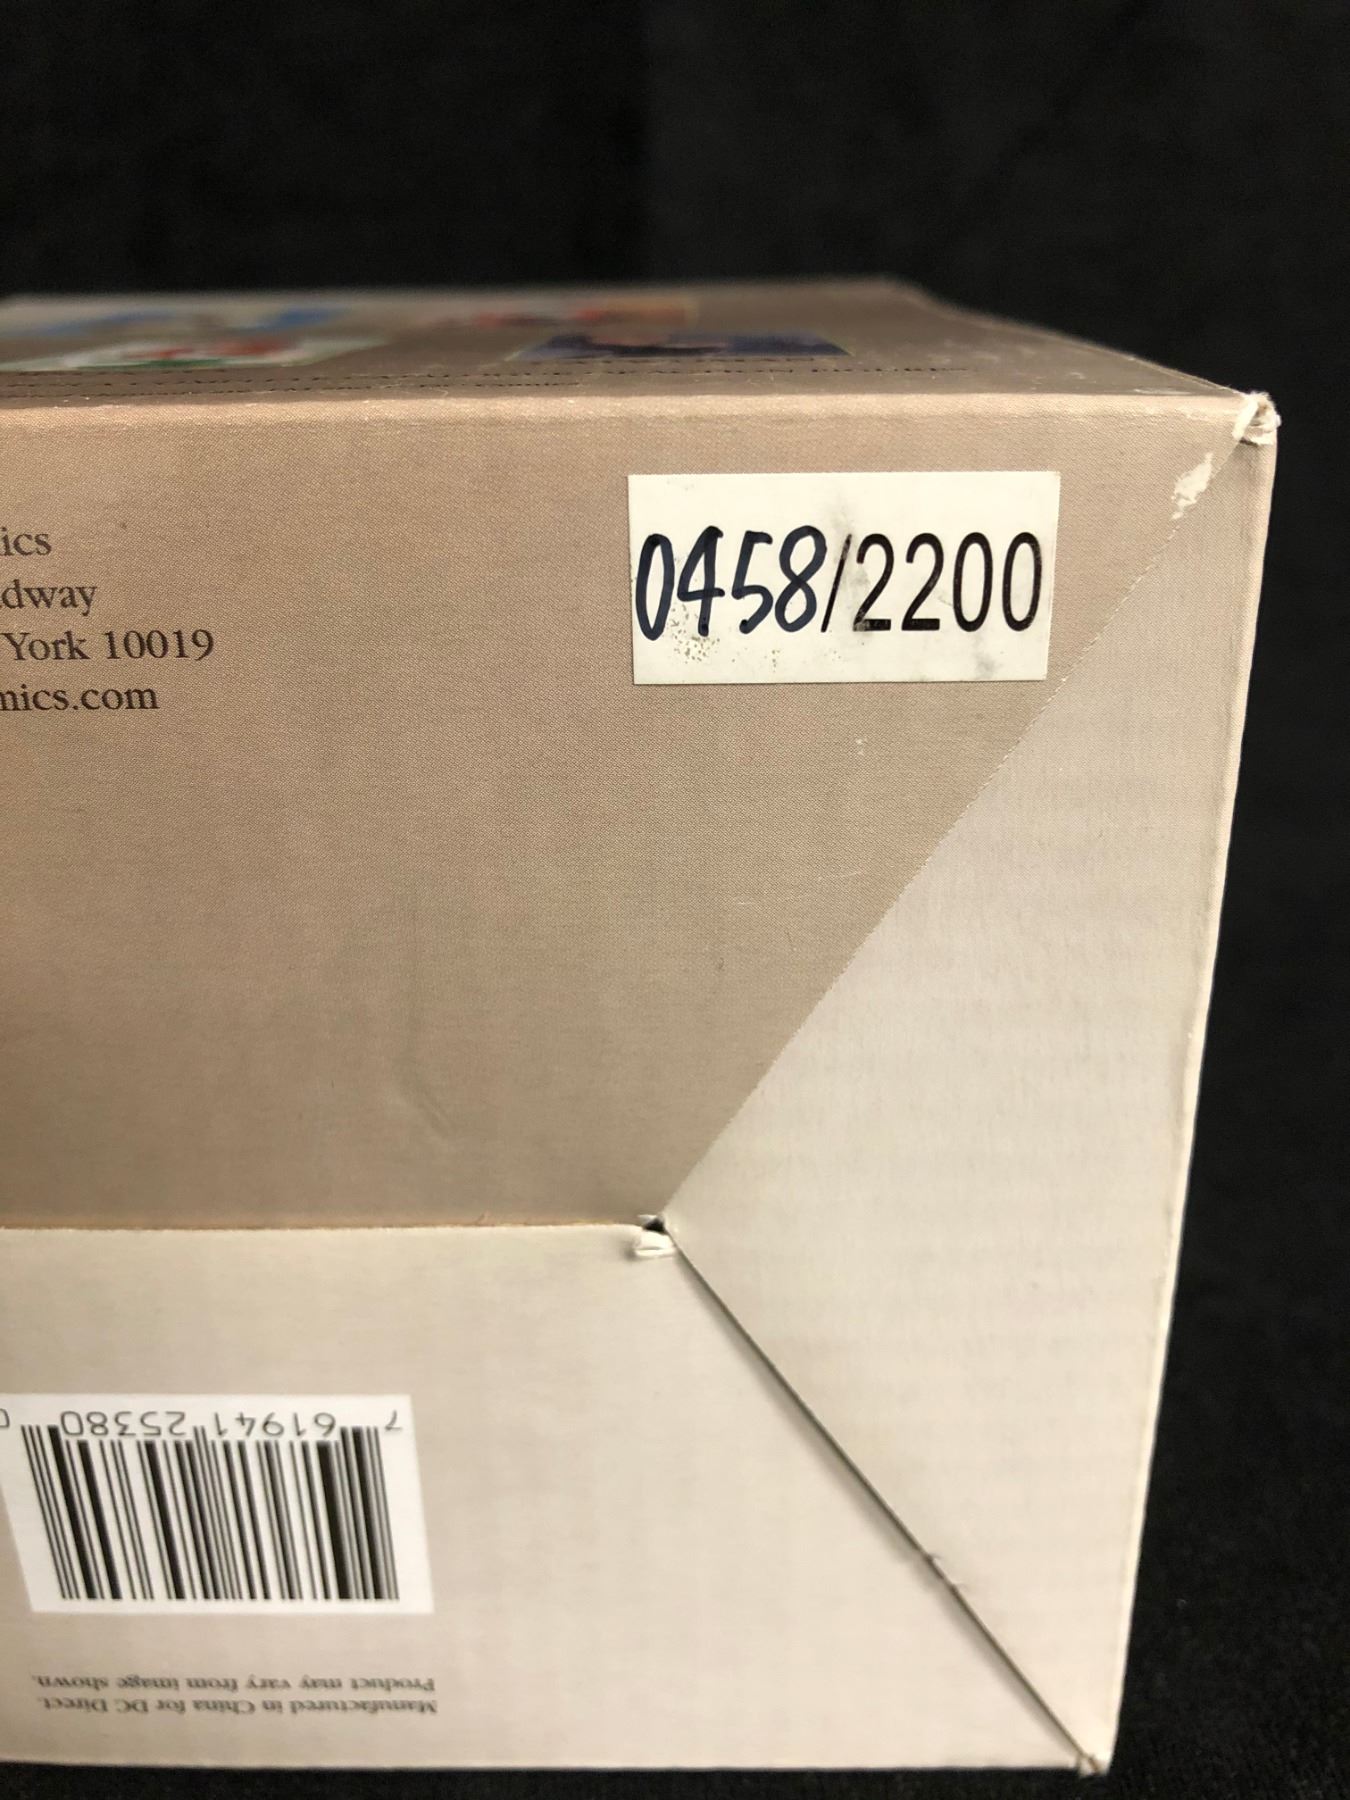 ics
dway
York 10019
mics.com
0458/2200
7 61941 25380
Manufactured in China for DC Direct.
Product may vary from image shown.